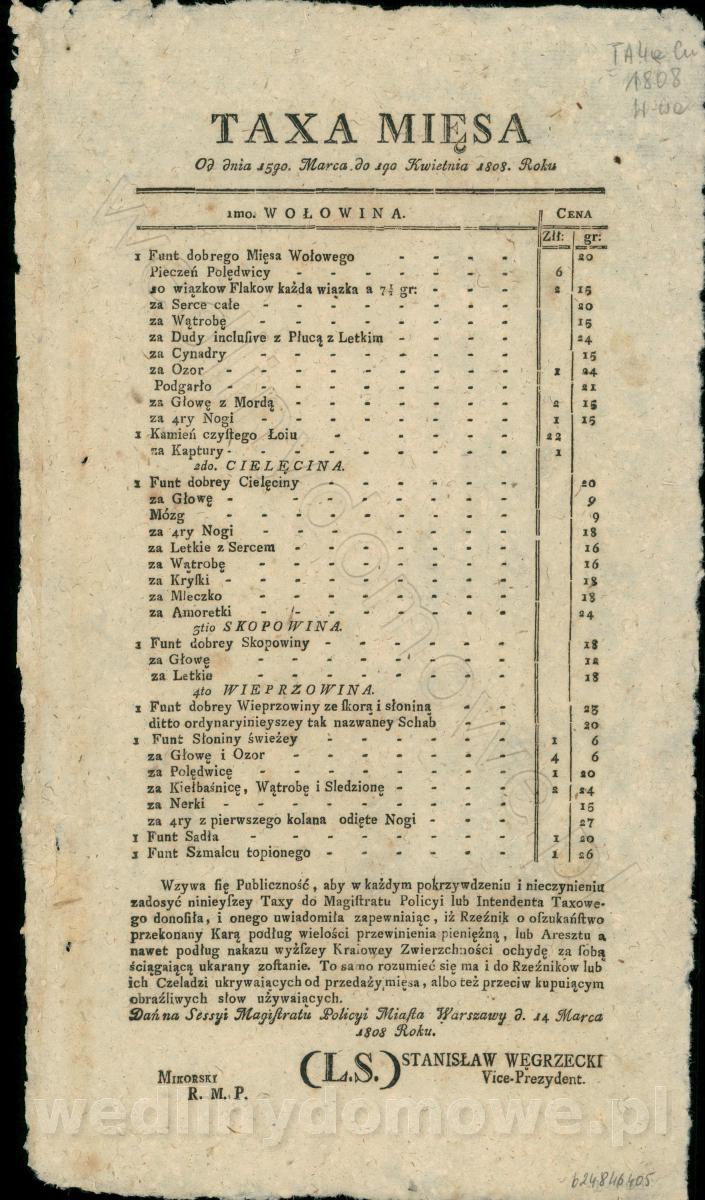 TA4e
1808
TAXA MIĘSA
Od dnia 15go. Marca do 1go Kwietnia 1808. Roku
1mo. WOŁOWINA. CENA
Złt: gr:
1 Funt dobrego Mięsa Wołowego - - - - 20
Pieczeń Polędwicy - - - - - - - 6
10 wiązkow Flakow każda wiązka a 7½ gr: - - - - 2 15
za Serce całe - - - - - - - - 20
za Wątrobę - - - - - - - - 15
za Dudy incluſive z Płucą z Letkim - - - - 24
za Cynadry - - - - - - - - 15
za Ozor - - - - - - - - - 1 24
Podgarło - - - - - - - - - 21
za Głowę z Mordą - - - - - - - 2 15
za 4ry Nogi - - - - - - - - 1 15
1 Kamień czyſtego Łoiu - - - - - - 22
za Kaptury - - - - - - - - - 1
2do. CIELĘCINA.
1 Funt dobrey Cielęciny - - - - - - 20
za Głowę - - - - - - - - - 9
Mózg - - - - - - - - - - 9
za 4ry Nogi - - - - - - - - 18
za Letkie z Sercem - - - - - - - 16
za Wątrobę - - - - - - - - 16
za Kryſki - - - - - - - - - 18
za Mleczko - - - - - - - - 18
za Amoretki - - - - - - - - 24
3tio SKOPOWINA.
1 Funt dobrey Skopowiny - - - - - - 18
za Głowę - - - - - - - - 12
za Letkie - - - - - - - - 18
4to WIEPRZOWINA.
1 Funt dobrey Wieprzowiny ze ſkorą i słoniną - - 23
ditto ordynaryinieyszey tak nazwaney Schab - - 20
1 Funt Słoniny świeżey - - - - - - 1 6
za Głowę i Ozor - - - - - - - 4 6
za Polędwicę - - - - - - - - 1 20
za Kiełbaśnicę, Wątrobę i Sledzionę - - - - 2 24
za Nerki - - - - - - - - - 15
za 4ry z pierwszego kolana odięte Nogi - - - 27
1 Funt Sadła - - - - - - - - 1 20
1 Funt Szmalcu topionego - - - - - - 1 26
Wzywa ſię Publiczność, aby w każdym pokrzywdzeniu i nieczynieniu
zadosyć ninieyſzey Taxy do Magiſtratu Policyi lub Intendenta Taxowe-
go donoſiła, i onego uwiadomiła zapewniaiąc, iż Rzeźnik o oſzukańſtwo
przekonany Karą podług wielości przewinienia pieniężną, lub Aresztu a
nawet podług nakazu wyżſzey Kraiowey Zwierzchności ochydę za ſobą
ściągaiącą ukarany zoſtanie. To samo rozumieć się ma i do Rzeźnikow lub
ich Czeladzi ukrywaiących od przedaży mięsa, albo też przeciw kupuiącym
obraźliwych słow używaiących.
Dań na Sessyi Magiſtratu Policyi Miaſta Warszawy d. 14 Marca
1808 Roku.
(L.S.) STANISŁAW WĘGRZECKI
Mikorski Vice-Prezydent.
R. M. P.
wedlinydomowe.pl
b24846405